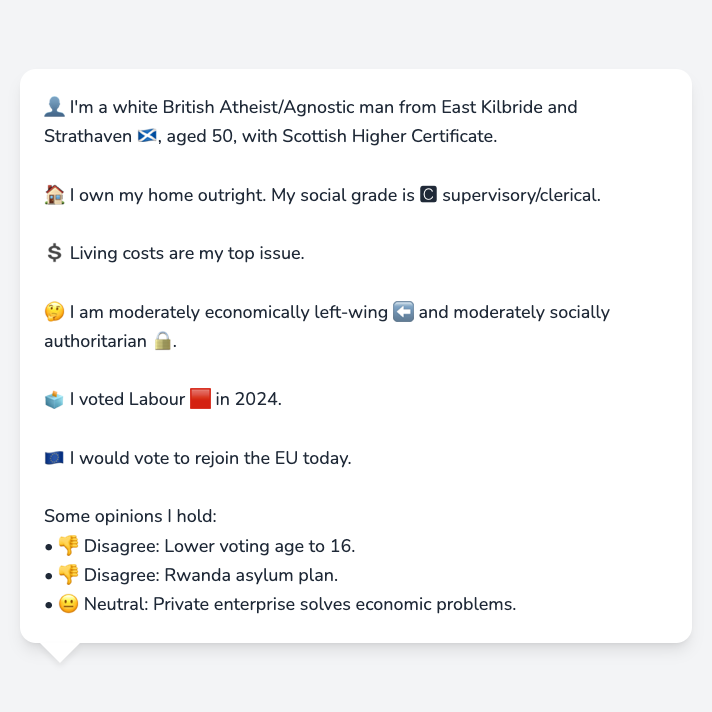 👤 I'm a white British Atheist/Agnostic man from East Kilbride and
Strathaven 🏴󠁧󠁢󠁳󠁣󠁴󠁿, aged 50, with Scottish Higher Certificate.
🏠 I own my home outright. My social grade is C supervisory/clerical.
💲 Living costs are my top issue.
🤔 I am moderately economically left-wing ⬅️ and moderately socially
authoritarian 🔒.
🗳️ I voted Labour 🟥 in 2024.
🇪🇺 I would vote to rejoin the EU today.
Some opinions I hold:
• 👎 Disagree: Lower voting age to 16.
• 👎 Disagree: Rwanda asylum plan.
• 😐 Neutral: Private enterprise solves economic problems.